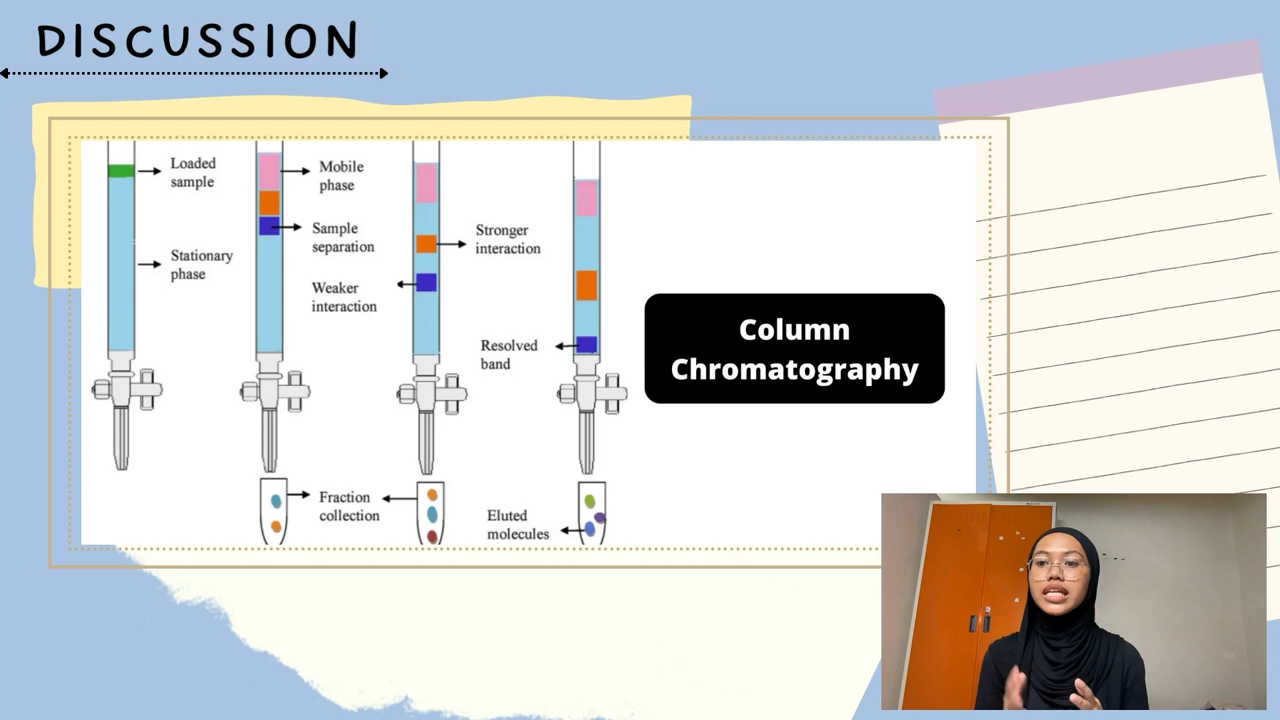 DISCUSSION
Loaded
sample
Stationary
phase
Mobile
phase
Sample
separation
Weaker
interaction
Stronger
interaction
Resolved
band
Fraction
collection
Eluted
molecules
Column
Chromatography